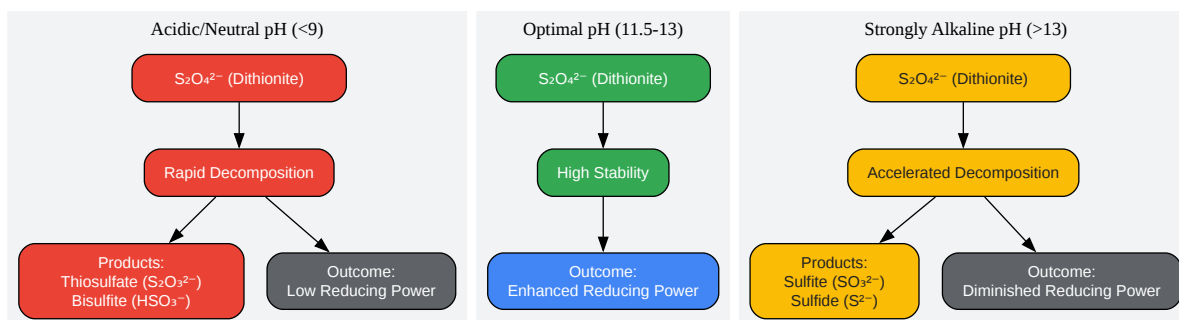 Acidic/Neutral pH (<9)
S₂O₄²⁻ (Dithionite)
Rapid Decomposition
Products:
Thiosulfate (S₂O₃²⁻)
Bisulfite (HSO₃⁻)
Outcome:
Low Reducing Power
Optimal pH (11.5-13)
S₂O₄²⁻ (Dithionite)
High Stability
Outcome:
Enhanced Reducing Power
Strongly Alkaline pH (>13)
S₂O₄²⁻ (Dithionite)
Accelerated Decomposition
Products:
Sulfite (SO₃²⁻)
Sulfide (S²⁻)
Outcome:
Diminished Reducing Power